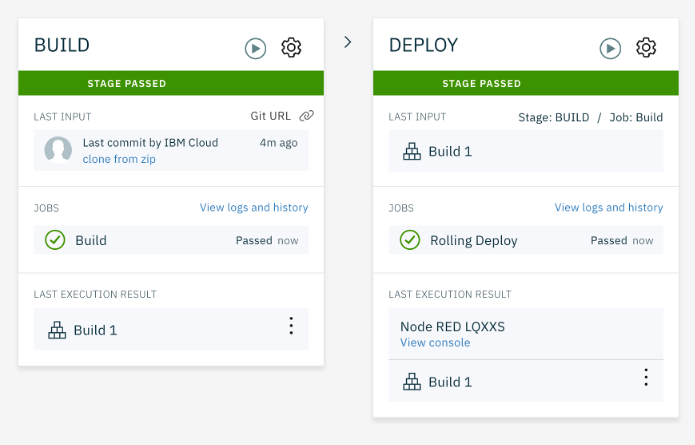 BUILD
STAGE PASSED
LAST INPUT
Git URL
Last commit by IBM Cloud
4m ago
clone from zip
JOBS
View logs and history
Build
Passed now
LAST EXECUTION RESULT
Build 1
DEPLOY
STAGE PASSED
LAST INPUT
Stage: BUILD / Job: Build
Build 1
JOBS
View logs and history
Rolling Deploy
Passed now
LAST EXECUTION RESULT
Node RED LQXXS
View console
Build 1